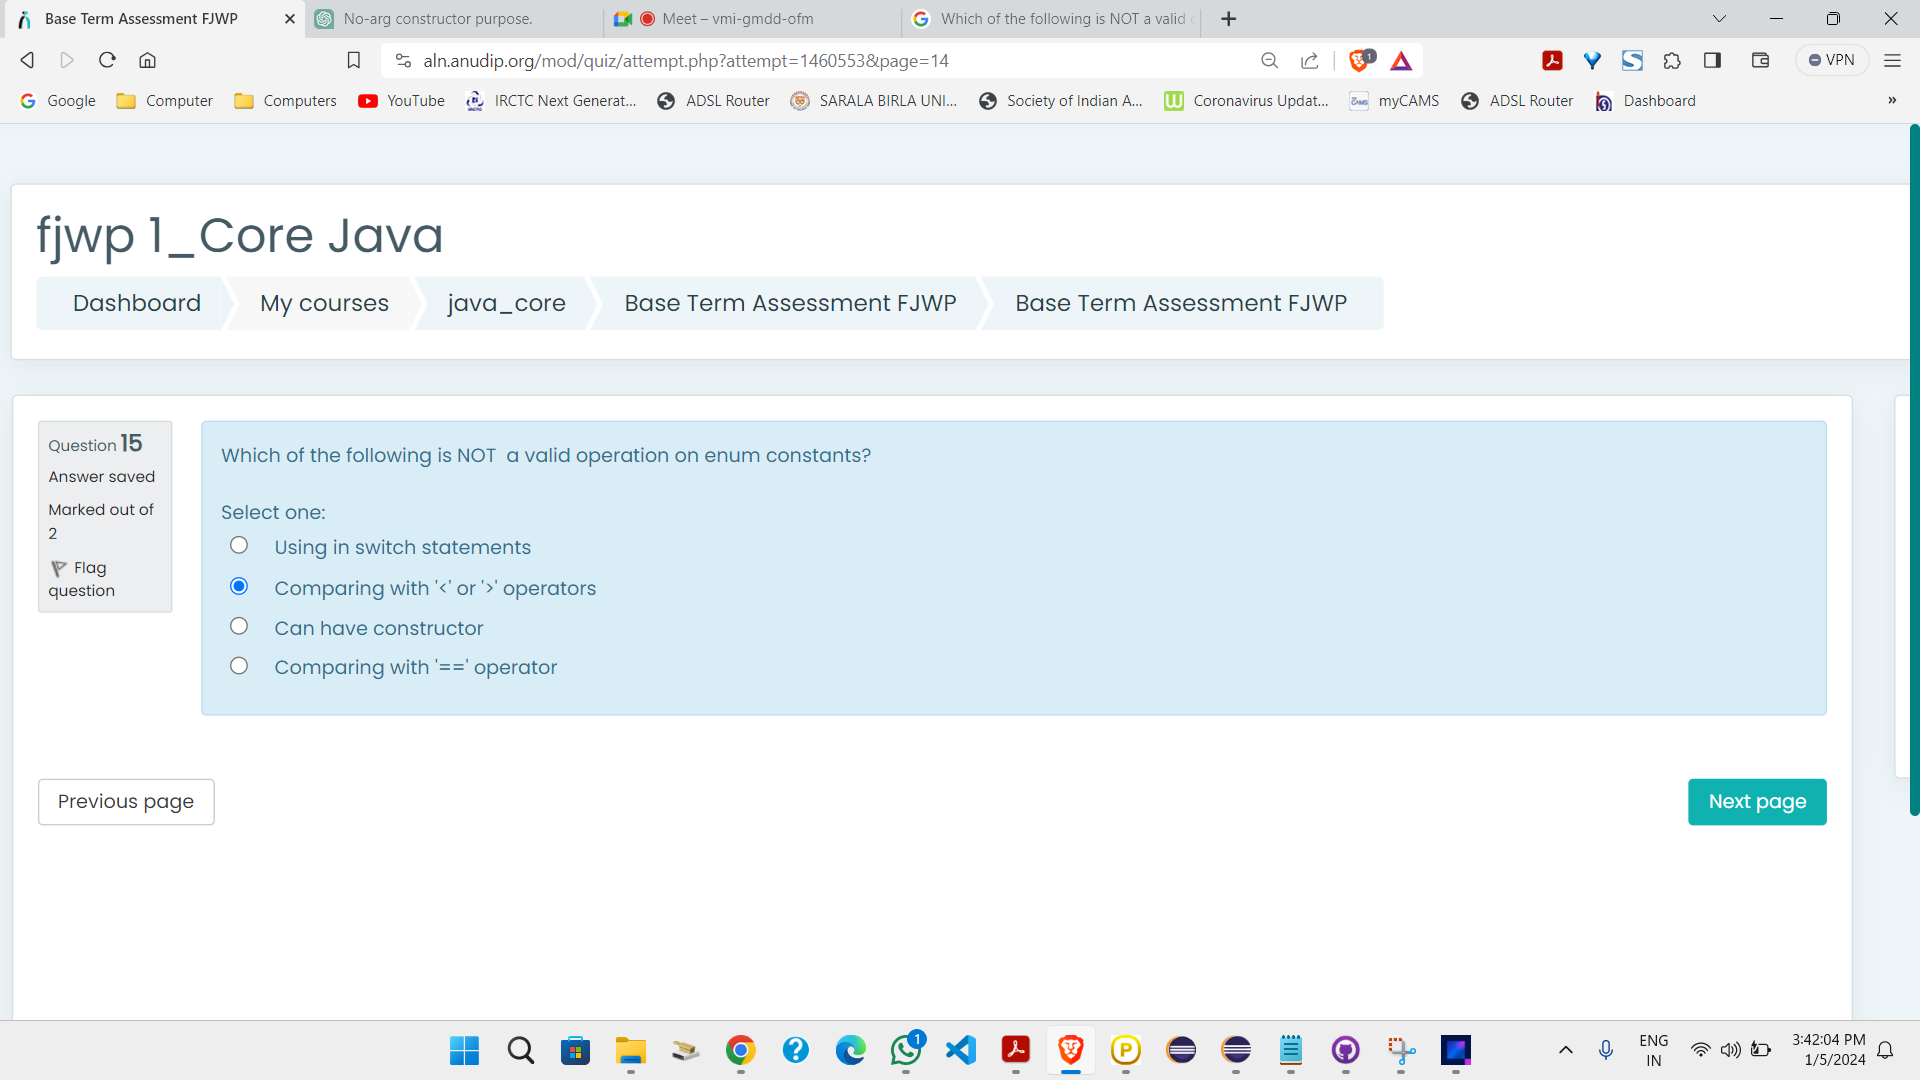 Base Term Assessment FJWP
No-arg constructor purpose.
Meet – vmi-gmdd-ofm
Which of the following is NOT a valid
aln.anudip.org/mod/quiz/attempt.php?attempt=1460553&page=14
1
VPN
Google
Computer
Computers
YouTube
IRCTC Next Generat...
ADSL Router
SARALA BIRLA UNI...
Society of Indian A...
Coronavirus Updat...
myCAMS
ADSL Router
Dashboard
»
fjwp 1_Core Java
Dashboard
My courses
java_core
Base Term Assessment FJWP
Base Term Assessment FJWP
Question 15
Answer saved
Marked out of
2
Flag
question
Which of the following is NOT  a valid operation on enum constants?
Select one:
Using in switch statements
Comparing with '<' or '>' operators
Can have constructor
Comparing with '==' operator
Previous page
Next page
1
ENG
IN
3:42:04 PM
1/5/2024